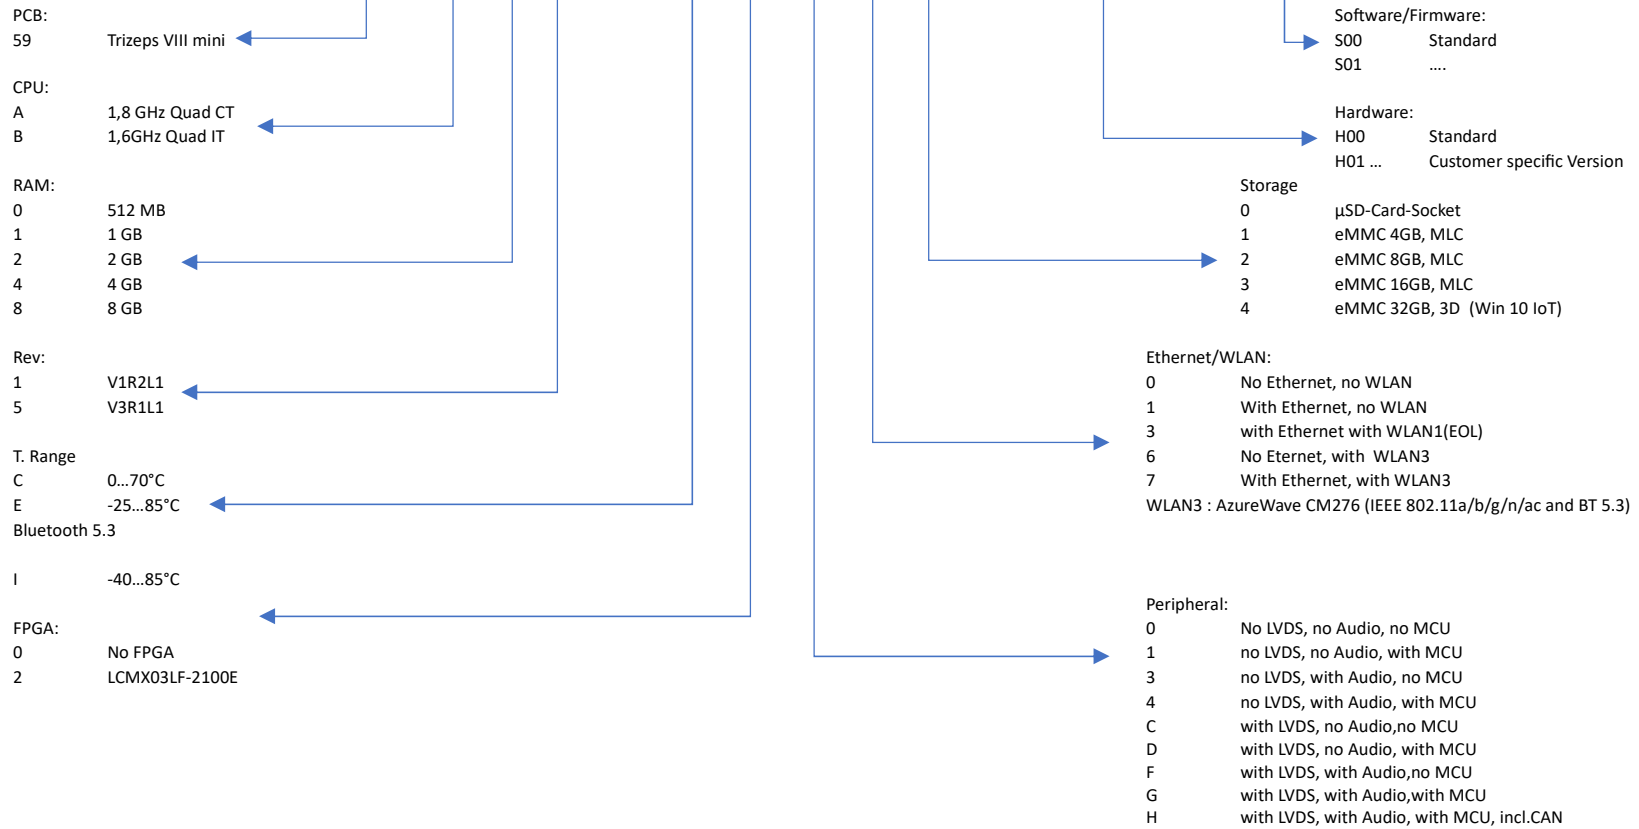 PCB:
59 Trizeps VIII mini
CPU:
A 1,8 GHz Quad CT
B 1,6GHz Quad IT
RAM:
0 512 MB
1 1 GB
2 2 GB
4 4 GB
8 8 GB
Rev:
1 V1R2L1
5 V3R1L1
T. Range
C 0...70°C
E -25...85°C
Bluetooth 5.3
I -40...85°C
FPGA:
0 No FPGA
2 LCMX03LF-2100E
Software/Firmware:
S00 Standard
S01 ....
Hardware:
H00 Standard
H01 ... Customer specific Version
Storage
0 µSD-Card-Socket
1 eMMC 4GB, MLC
2 eMMC 8GB, MLC
3 eMMC 16GB, MLC
4 eMMC 32GB, 3D (Win 10 IoT)
Ethernet/WLAN:
0 No Ethernet, no WLAN
1 With Ethernet, no WLAN
3 with Ethernet with WLAN1(EOL)
6 No Eternet, with WLAN3
7 With Ethernet, with WLAN3
WLAN3 : AzureWave CM276 (IEEE 802.11a/b/g/n/ac and BT 5.3)
Peripheral:
0 No LVDS, no Audio, no MCU
1 no LVDS, no Audio, with MCU
3 no LVDS, with Audio, no MCU
4 no LVDS, with Audio, with MCU
C with LVDS, no Audio,no MCU
D with LVDS, no Audio, with MCU
F with LVDS, with Audio,no MCU
G with LVDS, with Audio,with MCU
H with LVDS, with Audio, with MCU, incl.CAN